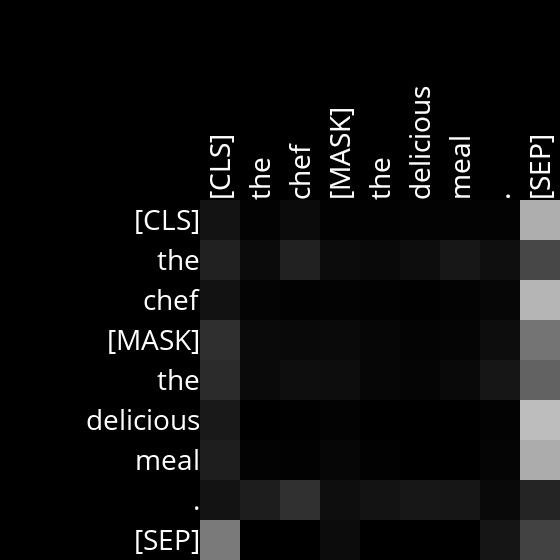 [CLS] the chef [MASK] the delicious meal . [SEP]
[CLS]
the
chef
[MASK]
the
delicious
meal
.
[SEP]